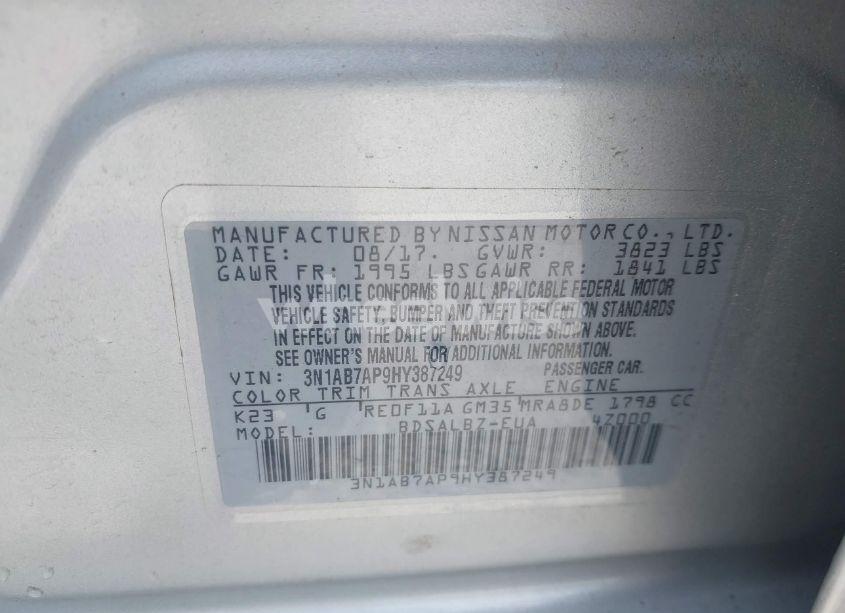 MANUFACTURED BY NISSAN MOTOR CO., LTD.
DATE: 08/17. GVWR: 3823 LBS
GAWR FR: 1995 LBS GAWR RR: 1841 LBS
THIS VEHICLE CONFORMS TO ALL APPLICABLE FEDERAL MOTOR
VEHICLE SAFETY, BUMPER AND THEFT PREVENTION STANDARDS
IN EFFECT ON THE DATE OF MANUFACTURE SHOWN ABOVE.
SEE OWNER'S MANUAL FOR ADDITIONAL INFORMATION.
VIN: 3N1AB7AP9HY387249 PASSENGER CAR.
COLOR TRIM TRANS AXLE ENGINE
K23 'G 'RE0F11A GM35'MRA8DE 1798 CC
MODEL: BDSALBZ-EUA 4Z000
3N1AB7AP9HY387249